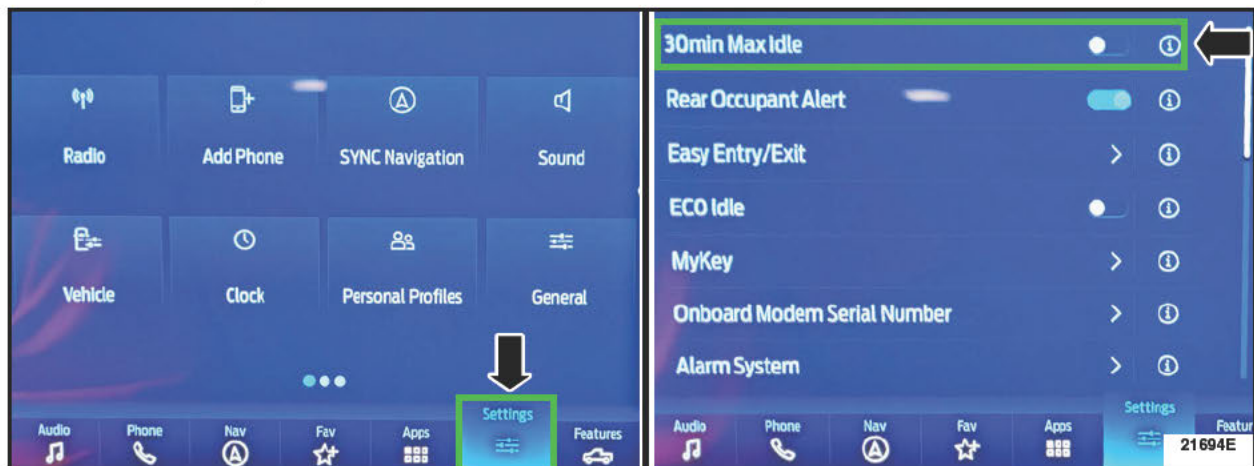 Radio
Add Phone
SYNC Navigation
Sound
Vehicle
Clock
Personal Profiles
General
Audio
Phone
Nav
Fav
Apps
Settings
Features
30min Max Idle
Rear Occupant Alert
Easy Entry/Exit
ECO Idle
MyKey
Onboard Modem Serial Number
Alarm System
Audio
Phone
Nav
Fav
Apps
Settings
Featur
21694E